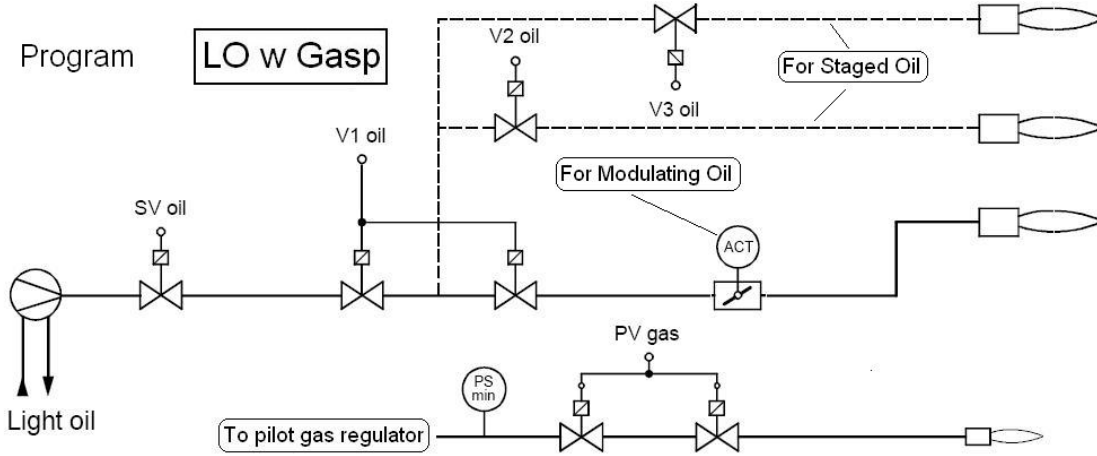 Program
LO w Gasp
V2 oil
V3 oil
For Staged Oil
V1 oil
For Modulating Oil
SV oil
ACT
PV gas
PS
min
Light oil
To pilot gas regulator